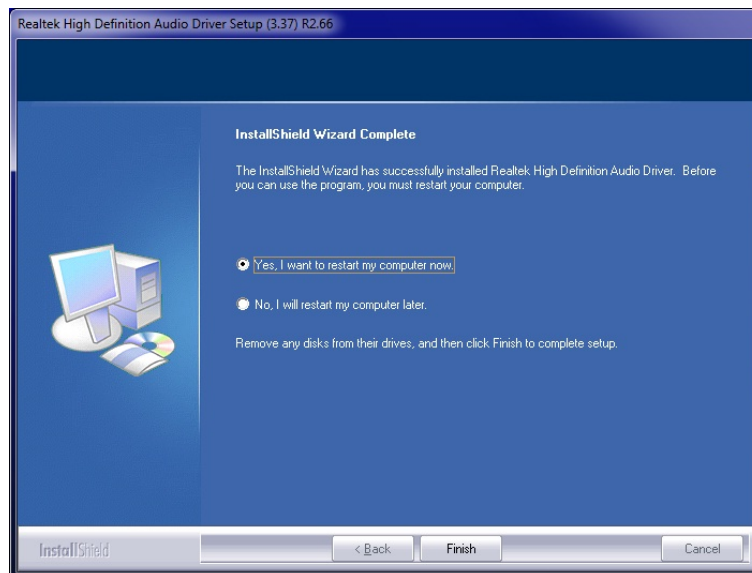 Realtek High Definition Audio Driver Setup (3.37) R2.66
InstallShield Wizard Complete
The InstallShield Wizard has successfully installed Realtek High Definition Audio Driver.  Before
you can use the program, you must restart your computer.
Yes, I want to restart my computer now.
No, I will restart my computer later.
Remove any disks from their drives, and then click Finish to complete setup.
InstallShield
< Back
Finish
Cancel